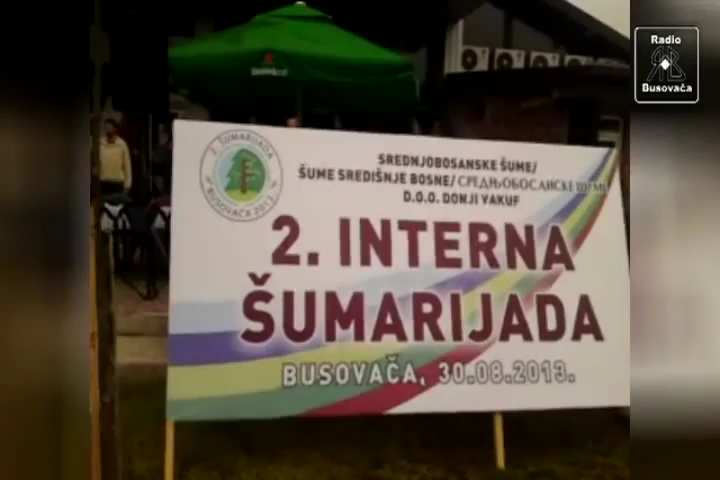 Radio
Busovača
2. ŠUMARIJADA
BUSOVAČA 2013.
SREDNJOBOSANSKE ŠUME/
ŠUME SREDIŠNJE BOSNE/ СРЕДЊОБОСАНСКЕ ШУМЕ
D.O.O. DONJI VAKUF
2. INTERNA
ŠUMARIJADA
BUSOVAČA, 30.08.2013.